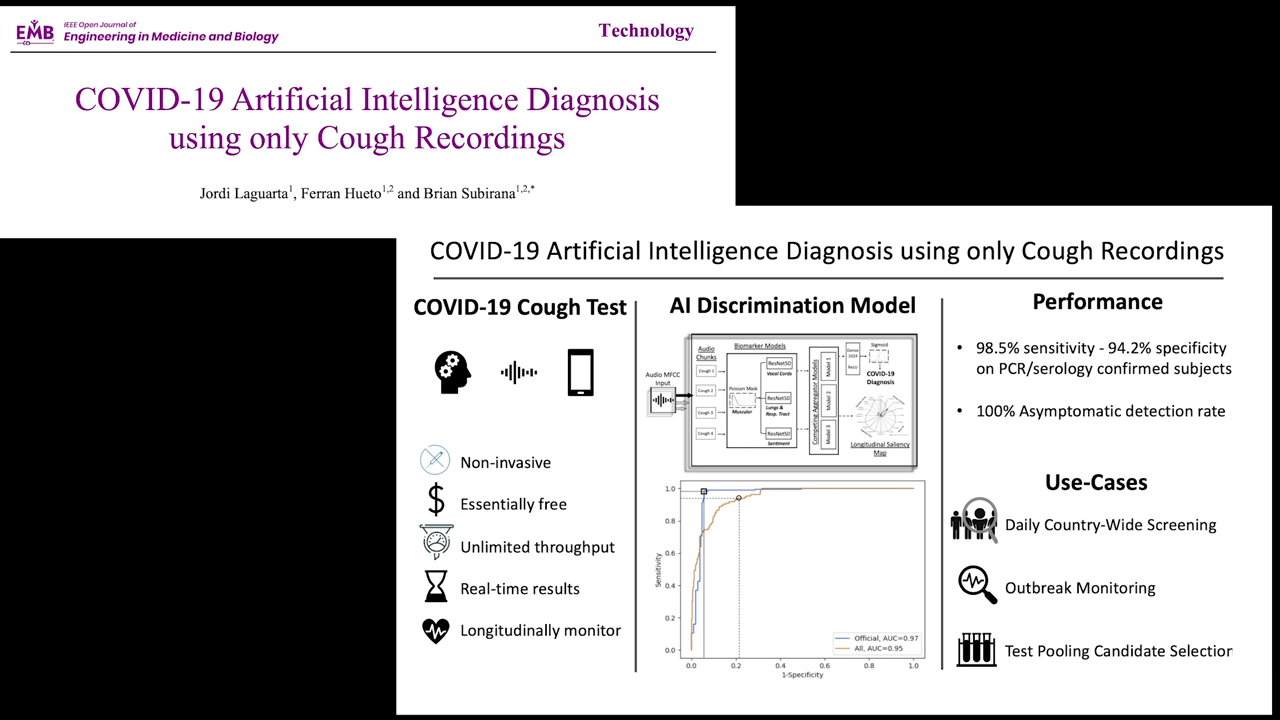 EMB
IEEE Open Journal of
Engineering in Medicine and Biology
Technology
COVID-19 Artificial Intelligence Diagnosis
using only Cough Recordings
Jordi Laguarta1, Ferran Hueto1,2 and Brian Subirana1,2,*
COVID-19 Artificial Intelligence Diagnosis using only Cough Recordings
COVID-19 Cough Test
Non-invasive
$
Essentially free
Unlimited throughput
Real-time results
Longitudinally monitor
AI Discrimination Model
Audio MFCC
Input
Audio
Chunks
Cough 1
Cough 2
Cough 3
Cough 4
Biomarker Models
Poisson Mask
Muscular
ResNet50
Vocal Cords
ResNet50
Lungs &
Resp. Tract
ResNet50
Sentiment
Competing Aggregator Models
Model 1
Model 2
Model 3
Dense
1024
ReLU
Sigmoid
COVID-19
Diagnosis
Longitudinal Saliency
Map
Sensitivity
1.0
0.8
0.6
0.4
0.2
0.0
0.0 0.2 0.4 0.6 0.8 1.0
1-Specificity
Official, AUC=0.97
All, AUC=0.95
Performance
• 98.5% sensitivity - 94.2% specificity
on PCR/serology confirmed subjects
• 100% Asymptomatic detection rate
Use-Cases
Daily Country-Wide Screening
Outbreak Monitoring
Test Pooling Candidate Selection